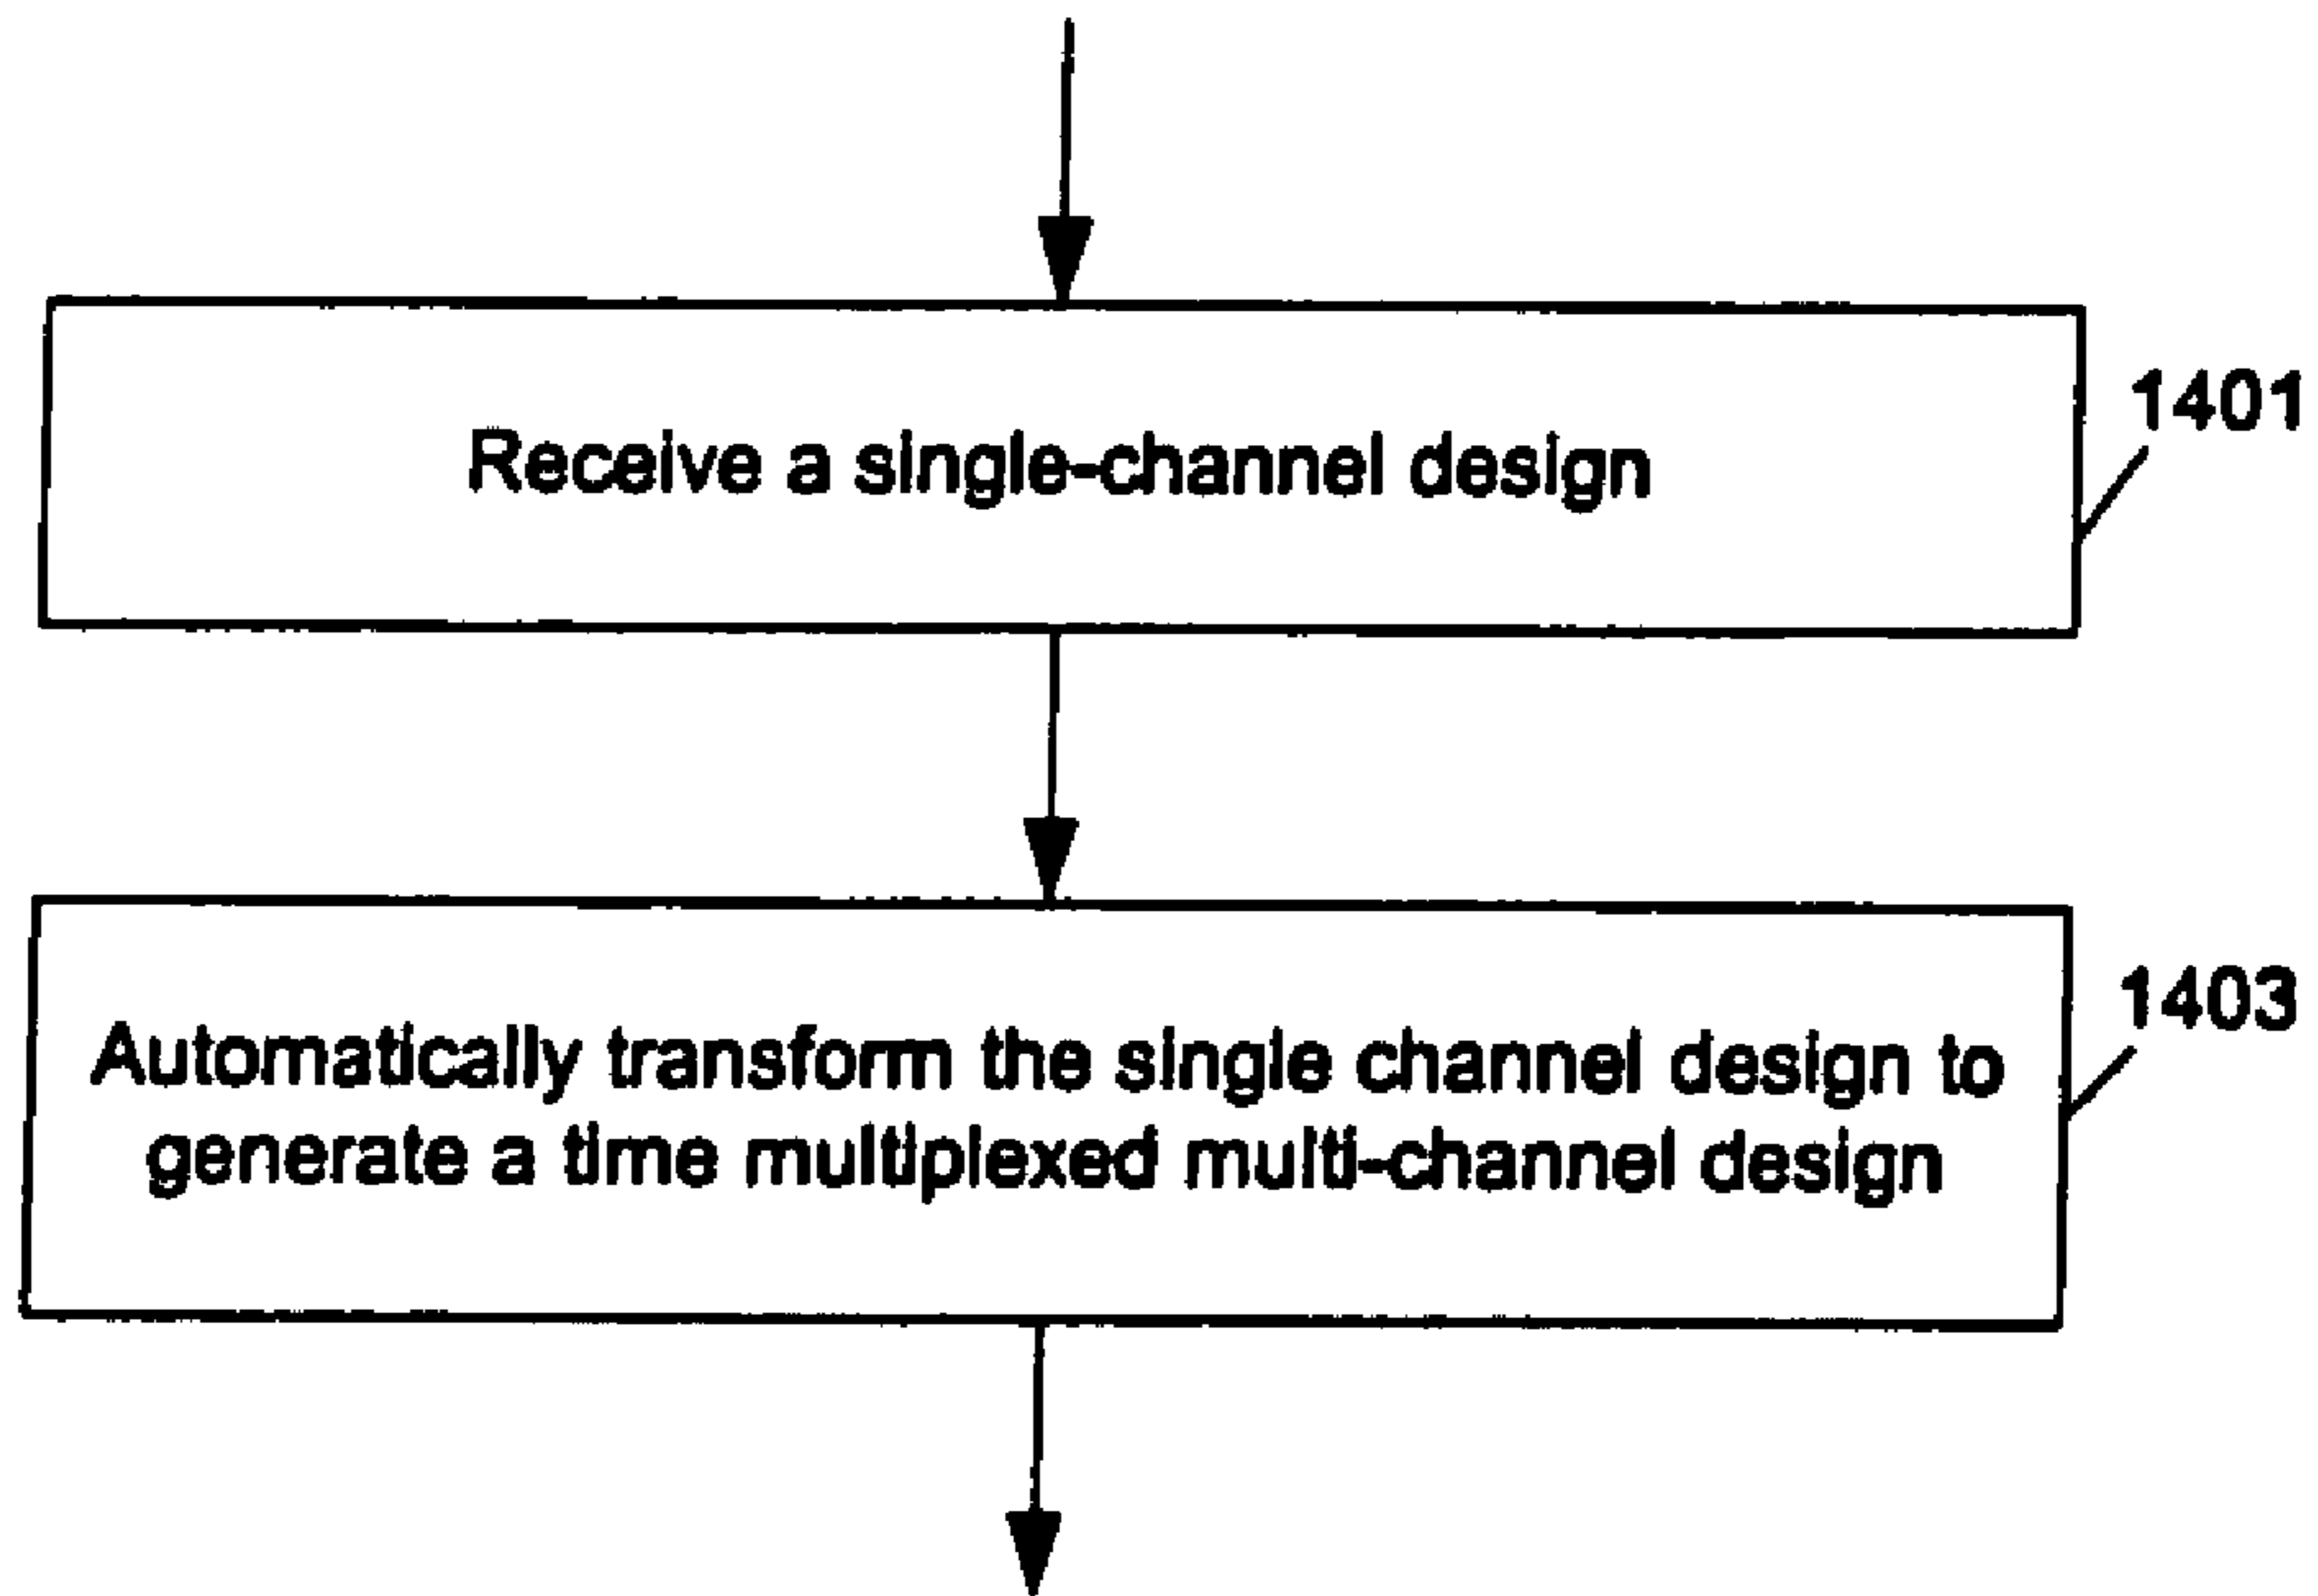 Receive a single-channel design
1401
Automatically transform the single channel design to
generate a time multiplexed multi-channel design
1403